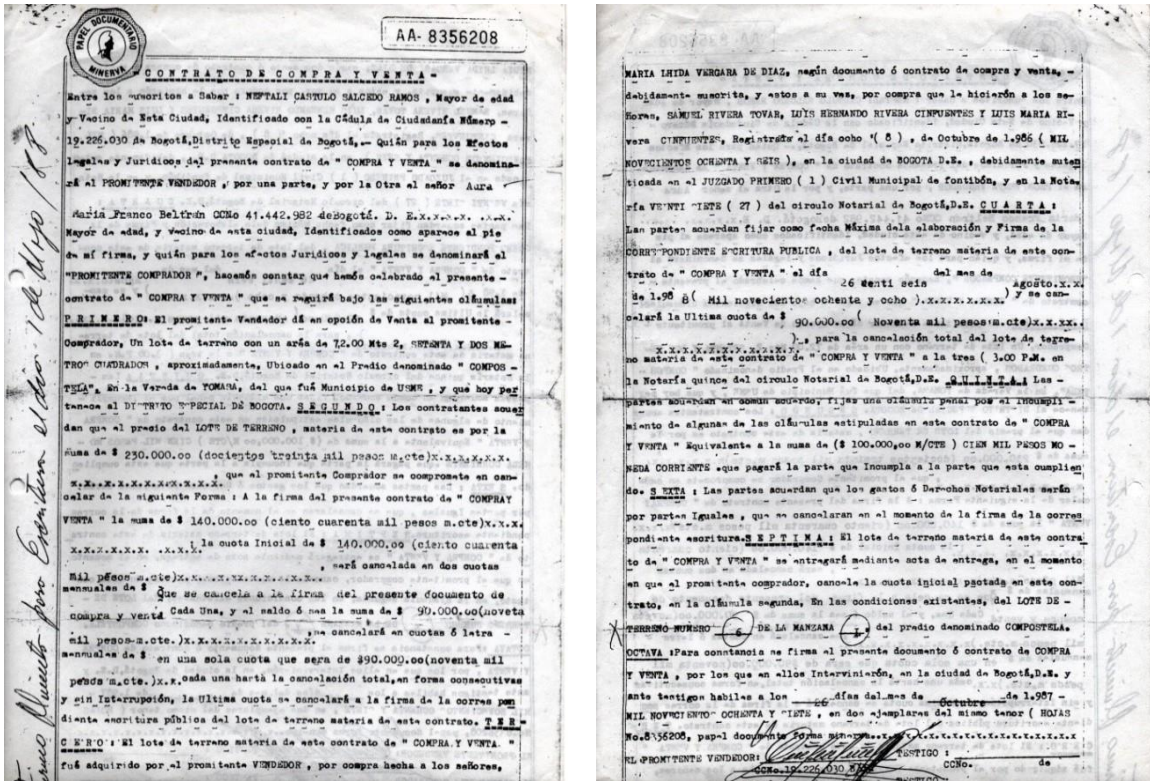 PAPEL DOCUMENTARIO
MINERVA
AA- 8356208
- CONTRATO DE COMPRA Y VENTA -
Entre los suscritos a Saber : NEFTALI CASTULO SALCEDO RAMOS , Mayor de edad
y Vecino de Esta Ciudad, Identificado con la Cédula de Ciudadanía Número -
19.226.030 de Bogotá,Distrito Especial de Bogotá,- Quién para los Efectos
legales y Juridicos del presente contrato de " COMPRA Y VENTA " se denomina-
rá el PROMITENTE VENDEDOR , por una parte, y por la Otra el señor Aura
María Franco Beltrán CCNo 41.442.982 deBogotá. D. E.x.x.x.x. .x.x.
Mayor de edad, y vecino de esta ciudad, Identificados como aparece al pie
de mí firma, y quién para los efectos Juridicos y legales se denominará el
"PROMITENTE COMPRADOR ", hacemós constar que hemós celebrado el presente -
contrato de " COMPRA Y VENTA " que se reguirá bajo las siguientes cláusulas:
PRIMERO: El promitente Vendedor dá en opción de Venta al promitente -
Comprador, Un lote de terreno con un aréa de 72.00 Mts 2, SETENTA Y DOS ME-
TROS CUADRADOS , aproximadamente, Ubicado en el Predio denominado " COMPOS -
TELA", En la Vereda de YOMASA, del que fué Municipio de USME , y que hoy per
tenece al DISTRITO ESPECIAL DE BOGOTA. SEGUNDO : Los contratantes acuer
dan que el precio del LOTE DE TERRENO , materia de este contrato es por la
suma de $ 230.000.oo (docientos treinta mil pesos m.cte)x.x.x.x.x.x.
x.x.x.x.x.x.x.x.x.x.x. , que el promitente Comprador se compromete en can-
celar de la siguiente Forma : A la firma del presente contrato de " COMPRAY
VENTA " la suma de $ 140.000.oo (ciento cuarenta mil pesos m.cte)x.x.x.
x.x.x.x.x.x. .x.x. la cuota Inicial de $ 140.000.oo (ciento cuarenta
, será cancelada en dos cuotas
mil pésos m.cte)x.x.x.x.xx.x.x.x.x.
mensuales de $ Que se cancela a la firma del presente documento de
compra y ventá Cada Una, y el saldo ó sea la suma de $ 90.000.oo(noveta
mil pesos-m.cte.)x.x.x.x.x.x.x.x.x.x.x ,se cancelará en cuotas ó letra -
mensuales de $ en una sola cuota que sera de $90.000.oo(noventa mil
pesos m.cte.)x.x.cada una hasta la cancelación total,en forma consecutivas
y sin Interrupción, la Ultima cuota se cancelará a la firma de la corres pon
diente escritura pública del lote de terreno materia de este contrato. TER-
CERO: El lote de terreno materia de este contrato de "COMPRA.Y VENTA. "
fué adquirido por el promitente VENDEDOR , por compra hecha a los señores,
MARIA LHIDA VERGARA DE DIAZ, según documento ó contrato de compra y venta, -
debidamente suscrita, y estos a su vez, por compra que le hicierón a los se-
ñores, SAMUEL RIVERA TOVAR, LUIS HERNANDO RIVERA CINFUENTES Y LUIS MARIA RI-
vera CINFUENTES, Registrada el día ocho ( 8 ) , de Octubre de 1.986 ( MIL
NOVECIENTOS OCHENTA Y SEIS ), en la ciudad de BOGOTA D.E. , debidamente auten
ticada en el JUZGADO PRIMERO ( 1 ) Civil Municipal de fontibón, y en la Nota-
ría VENTI SIETE ( 27 ) del circulo Notarial de Bogotá,D.E. CUARTA :
Las partes acuerdan fijar como fecha Máxima dela elaboración y Firma de la
CORRESPONDIENTE ESCRITURA PUBLICA , del lote de terreno materia de este con-
trato de " COMPRA Y VENTA " el día del mes de
26 venti seis agosto.x.x
de 1.98 8( Mil noveciento ochenta y ocho ).x.x.x.x.x.x) y se can-
celará la Ultima cuota de $ 90.000.oo ( Noventa mil pesos m.cte)x.x.xx..
x.x.x.x.x.x.x.x.x.x.x.x ), para la cancelación total del lote de terre-
no materia de este contrato de "COMPRA Y VENTA " a la tres ( 3.00 P.M. en
la Notaría quince del circulo Notarial de Bogotá,D.E. QUINTA : Las -
partes acuerdan en común acuerdo, fijas una cláusula penal por el Incumpli -
miento de algunas de las cláusulas estipuladas en este contrato de " COMPRA
Y VENTA " Equivalente a la suma de ($ 100.000.oo M/CTE ) CIEN MIL PESOS MO -
NEDA CORRIENTE .que pagará la parte que Incumpla a la parte que esta cumplien
do. SEXTA : Las partes acuerdan que los gastos ó Derechos Notariales serán
por partes Iguales , que se cancelaran en el momento de la firma de la corres
pondiente escritura.SEPTIMA : El lote de terreno materia de este contra
to de " COMPRA Y VENTA " se entregará mediante acta de entrega, en el momento
en que el promitente comprador, cancele la cuota inicial pactada en este con-
trato, en la cláusula segunda, En las condiciones existentes, del LOTE DE -
TERRENO NUMERO 6 DE LA MANZANA I , del predio denominado COMPOSTELA.
OCTAVA :Para constancia se firma el presente documento ó contrato de COMPRA
Y VENTA , por los que en ellos Intervinierón, en la ciudad de Bogotá,D.E. y
ante testigos habiles a los 26 días del mes de Octubre de 1.987-
MIL NOVECIENTO OCHENTA Y SIETE , en dos ejemplares del mismo tenor ( HOJAS
No.8356208, papel documento forma minerva.x.x.x.x.x.x.x.x.x.x.x.x.x.x
EL PROMITENTE VENDEDOR: TESTIGO :
CCNo.19.226.030 CCNo. de